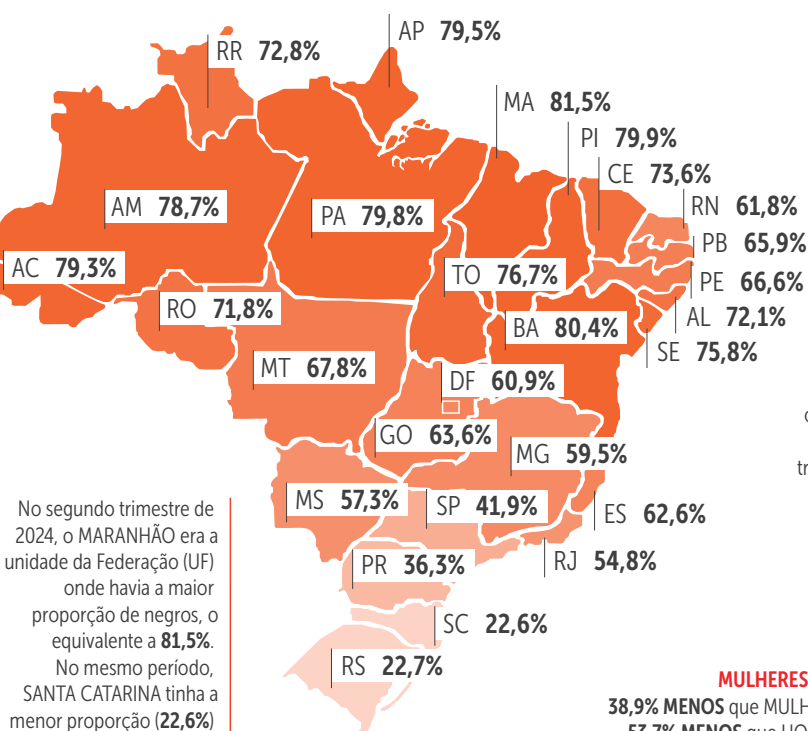 AP 79,5%
RR 72,8%
MA 81,5%
PI 79,9%
CE 73,6%
RN 61,8%
AM 78,7%
PA 79,8%
PB 65,9%
AC 79,3%
TO 76,7%
PE 66,6%
RO 71,8%
AL 72,1%
BA 80,4%
SE 75,8%
MT 67,8%
DF 60,9%
GO 63,6%
MG 59,5%
MS 57,3%
SP 41,9%
ES 62,6%
RJ 54,8%
PR 36,3%
SC 22,6%
RS 22,7%
No segundo trimestre de
2024, o MARANHÃO era a
unidade da Federação (UF)
onde havia a maior
proporção de negros, o
equivalente a 81,5%.
No mesmo período,
SANTA CATARINA tinha a
menor proporção (22,6%)
MULHERES
38,9% MENOS que MULH
53,7% MENOS que HO